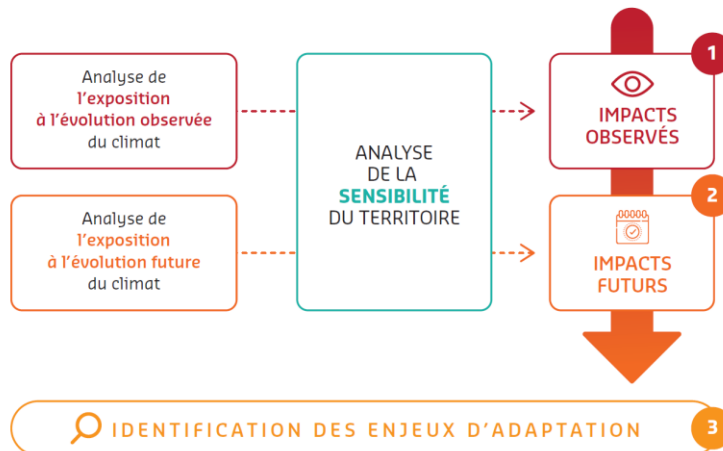 Analyse de
l'exposition
à l'évolution observée
du climat
ANALYSE
DE LA
SENSIBILITÉ
DU TERRITOIRE
1
IMPACTS
OBSERVÉS
Analyse de
l'exposition
à l'évolution future
du climat
2
IMPACTS
FUTURS
IDENTIFICATION DES ENJEUX D'ADAPTATION
3